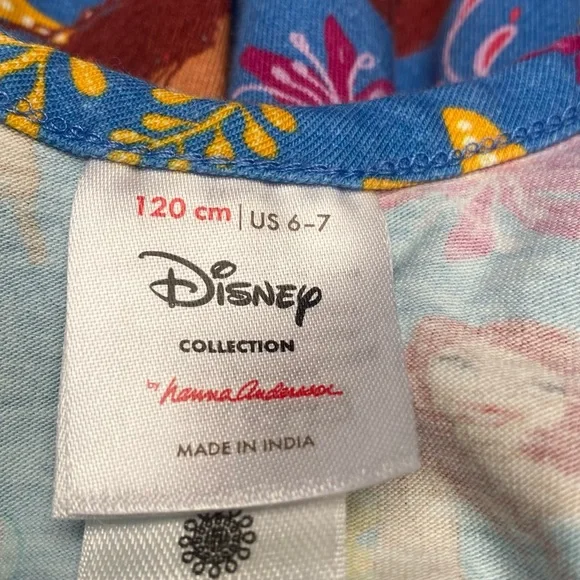 120 cm | US 6-7
Disney
COLLECTION
by hanna andersson
MADE IN INDIA